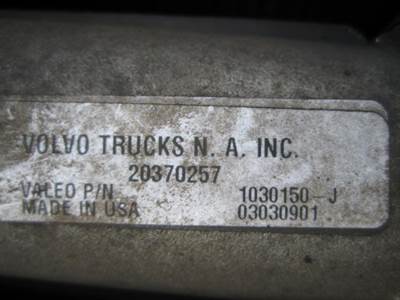 VOLVO TRUCKS N. A. INC.
20370257
VALEO P/N 1030150-J
MADE IN USA 03030901